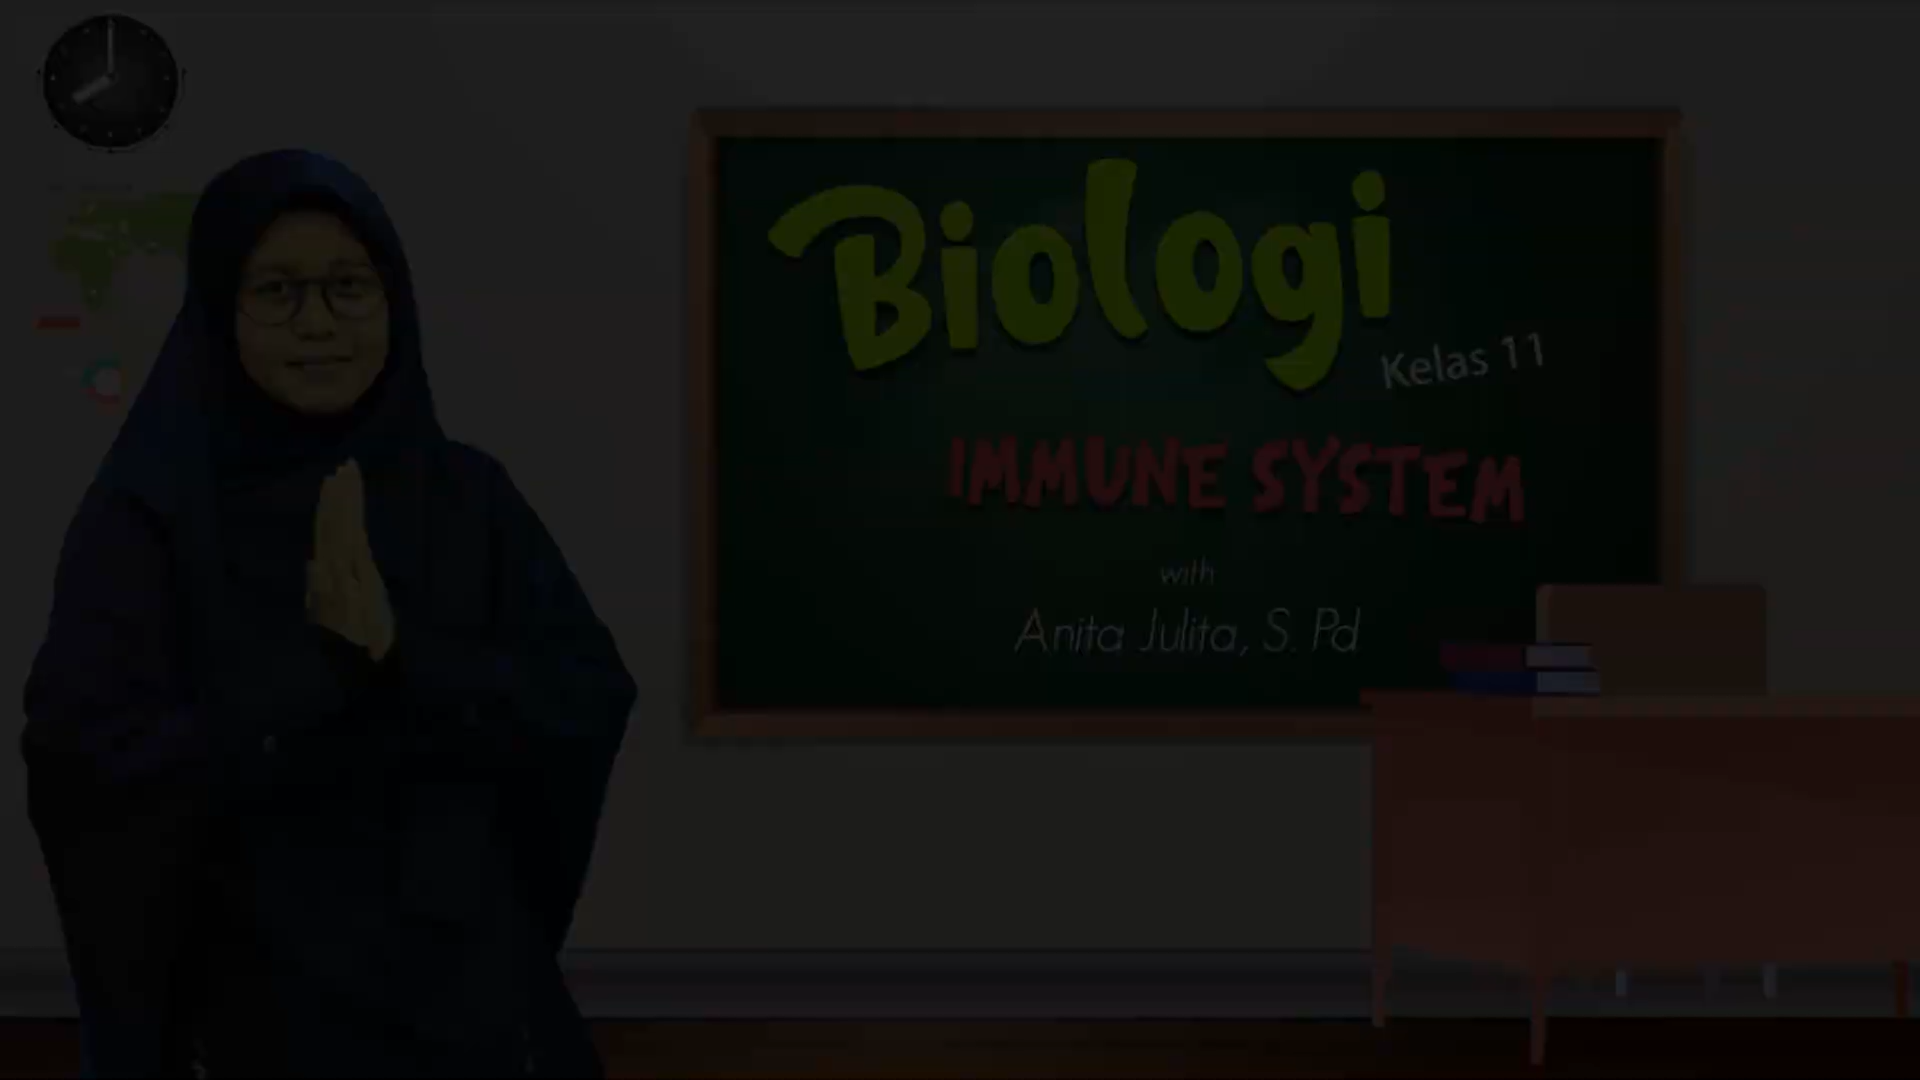 Biologi
Kelas 11
IMMUNE SYSTEM
with
Anita Julita, S. Pd